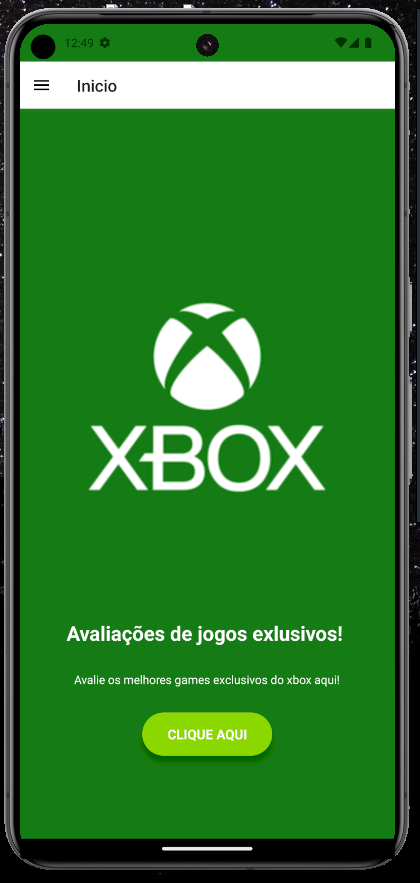 12:49
Inicio
XBOX
Avaliações de jogos exlusivos!
Avalie os melhores games exclusivos do xbox aqui!
CLIQUE AQUI